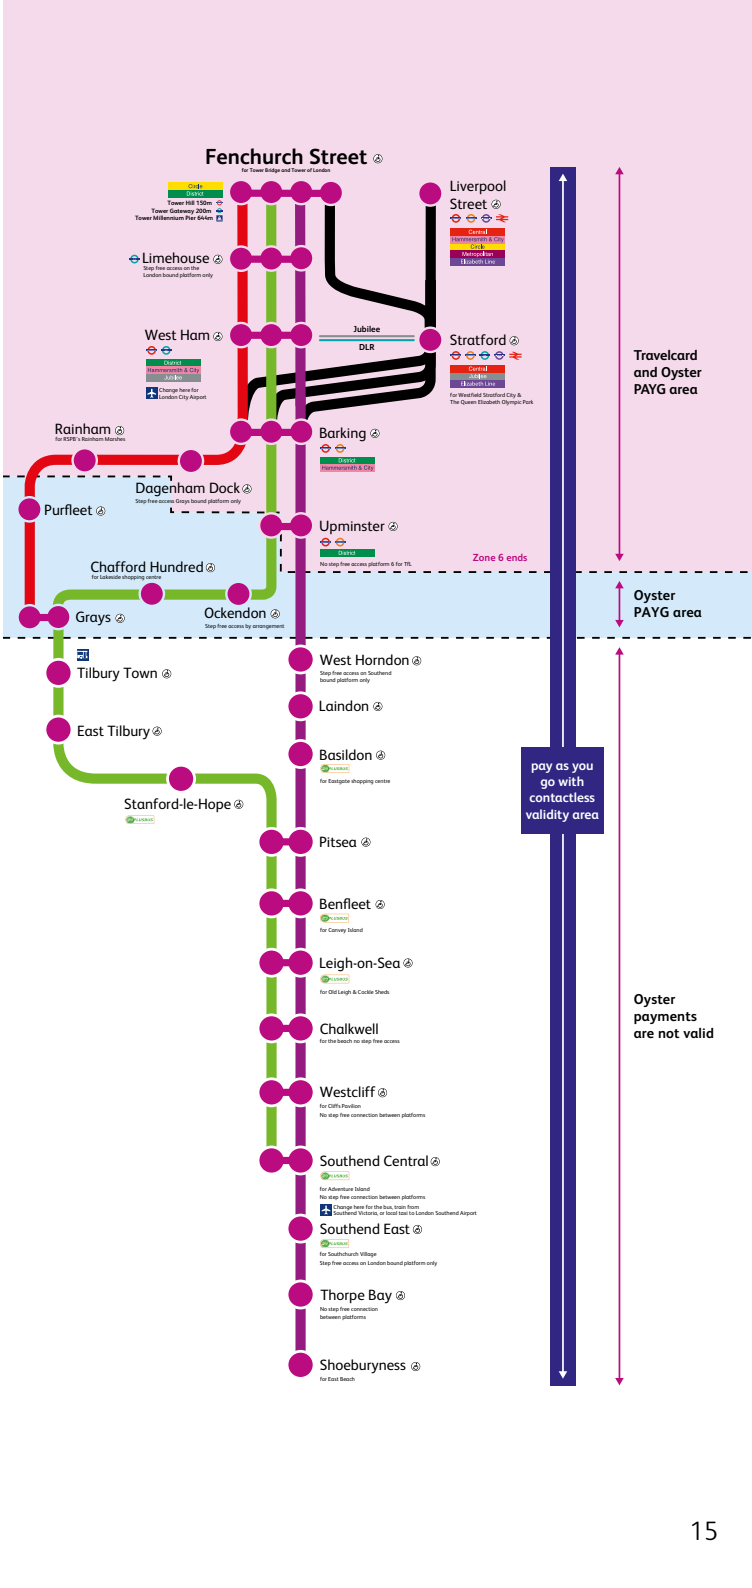 Fenchurch Street
for Tower Bridge and Tower of London
Circle
District
Tower Hill 150m
Tower Gateway 200m
Tower Millennium Pier 644m
Liverpool
Street
Central
Hammersmith & City
Circle
Metropolitan
Elizabeth Line
Limehouse
Step free access on the
London bound platform only
West Ham
District
Hammersmith & City
Jubilee
Change here for
London City Airport
Jubilee
DLR
Stratford
Central
Jubilee
Elizabeth Line
for Westfield Stratford City &
The Queen Elizabeth Olympic Park
Travelcard
and Oyster
PAYG area
Rainham
for RSPB's Rainham Marshes
Barking
District
Hammersmith & City
Dagenham Dock
Step free access Grays bound platform only
Purfleet
Upminster
District
No step free access platform 6 for TfL
Zone 6 ends
Chafford Hundred
for Lakeside shopping centre
Ockendon
Step free access by arrangement
Grays
Oyster
PAYG area
West Horndon
Step free access on Southend
bound platform only
Tilbury Town
Laindon
East Tilbury
Basildon
PLUSBUS
for Eastgate shopping centre
pay as you
go with
contactless
validity area
Stanford-le-Hope
PLUSBUS
Pitsea
Benfleet
PLUSBUS
for Canvey Island
Leigh-on-Sea
PLUSBUS
for Old Leigh & Cockle Sheds
Oyster
payments
are not valid
Chalkwell
for the beach no step free access
Westcliff
for Cliffs Pavilion
No step free connection between platforms
Southend Central
PLUSBUS
for Adventure Island
No step free connection between platforms
Change here for the bus, train from
Southend Victoria, or local taxi to London Southend Airport
Southend East
PLUSBUS
for Southchurch Village
Step free access on London bound platform only
Thorpe Bay
No step free connection
between platforms
Shoeburyness
for East Beach
15